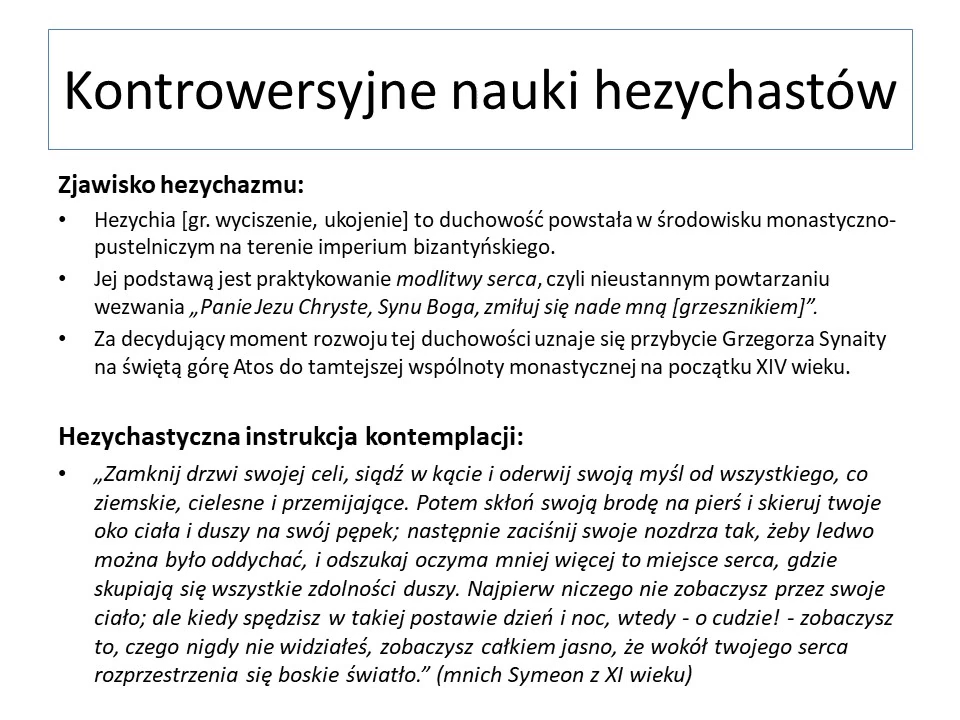 Kontrowersyjne nauki hezychastów
Zjawisko hezychazmu:
• Hezychia [gr. wyciszenie, ukojenie] to duchowość powstała w środowisku monastyczno-
pustelniczym na terenie imperium bizantyńskiego.
• Jej podstawą jest praktykowanie modlitwy serca, czyli nieustannym powtarzaniu
wezwania „Panie Jezu Chryste, Synu Boga, zmiłuj się nade mną [grzesznikiem]”.
• Za decydujący moment rozwoju tej duchowości uznaje się przybycie Grzegorza Synaity
na świętą górę Atos do tamtejszej wspólnoty monastycznej na początku XIV wieku.
Hezychastyczna instrukcja kontemplacji:
• „Zamknij drzwi swojej celi, siądź w kącie i oderwij swoją myśl od wszystkiego, co
ziemskie, cielesne i przemijające. Potem skłoń swoją brodę na pierś i skieruj twoje
oko ciała i duszy na swój pępek; następnie zaciśnij swoje nozdrza tak, żeby ledwo
można było oddychać, i odszukaj oczyma mniej więcej to miejsce serca, gdzie
skupiają się wszystkie zdolności duszy. Najpierw niczego nie zobaczysz przez swoje
ciało; ale kiedy spędzisz w takiej postawie dzień i noc, wtedy - o cudzie! - zobaczysz
to, czego nigdy nie widziałeś, zobaczysz całkiem jasno, że wokół twojego serca
rozprzestrzenia się boskie światło.” (mnich Symeon z XI wieku)